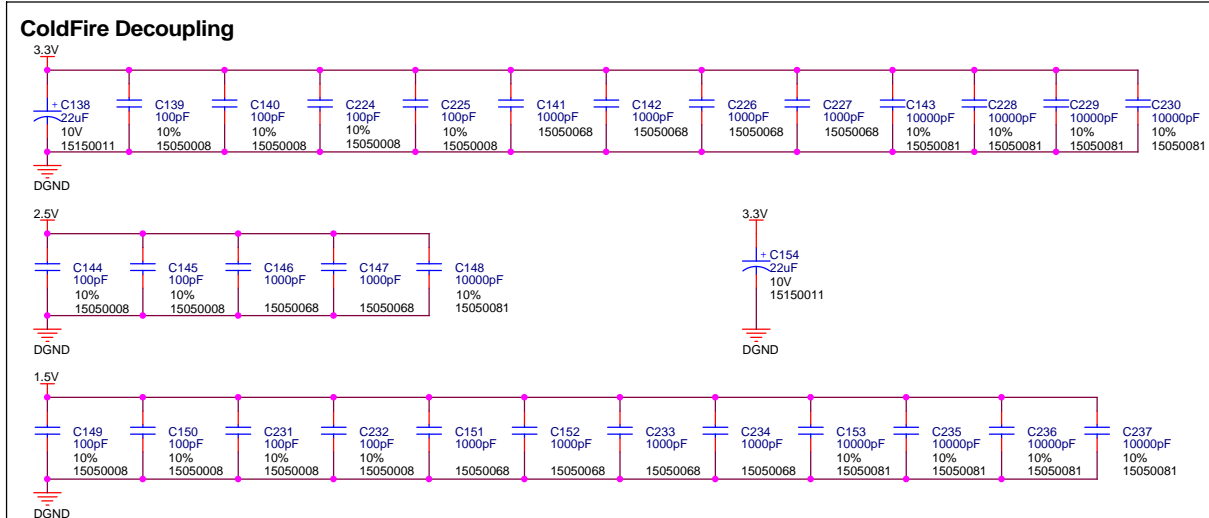 ColdFire Decoupling
3.3V
+ C138
22uF
10V
15150011
C139
100pF
10%
15050008
C140
100pF
10%
15050008
C224
100pF
10%
15050008
C225
100pF
10%
15050008
C141
1000pF
15050068
C142
1000pF
15050068
C226
1000pF
15050068
C227
1000pF
15050068
C143
10000pF
10%
15050081
C228
10000pF
10%
15050081
C229
10000pF
10%
15050081
C230
10000pF
10%
15050081
DGND
2.5V
C144
100pF
10%
15050008
C145
100pF
10%
15050008
C146
1000pF
15050068
C147
1000pF
15050068
C148
10000pF
10%
15050081
DGND
3.3V
+ C154
22uF
10V
15150011
DGND
1.5V
C149
100pF
10%
15050008
C150
100pF
10%
15050008
C231
100pF
10%
15050008
C232
100pF
10%
15050008
C151
1000pF
15050068
C152
1000pF
15050068
C233
1000pF
15050068
C234
1000pF
15050068
C153
10000pF
10%
15050081
C235
10000pF
10%
15050081
C236
10000pF
10%
15050081
C237
10000pF
10%
15050081
DGND